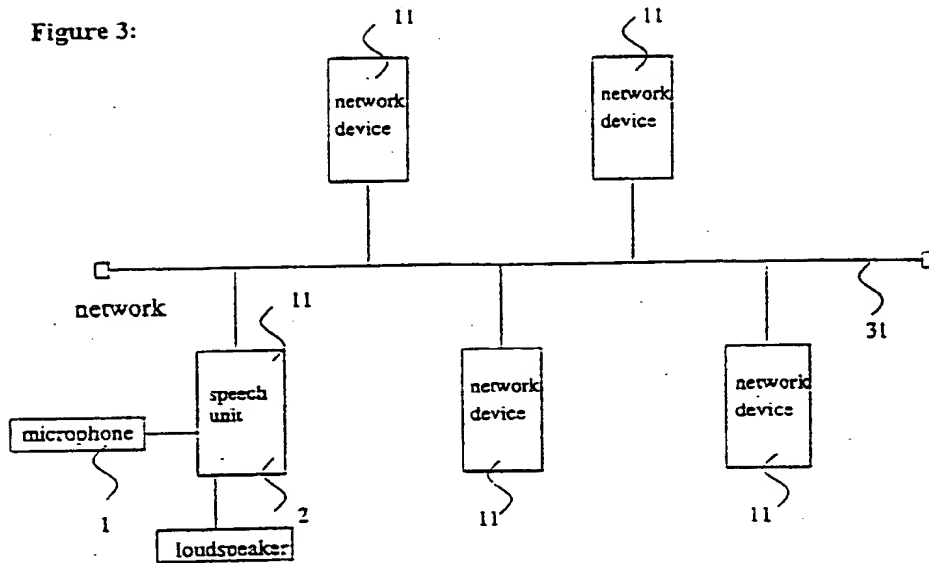 Figure 3:
11
11
network
device
network
device
network
11
31
speech
unit
network
device
network
device
microphone
1
2
11
11
loudspeaker